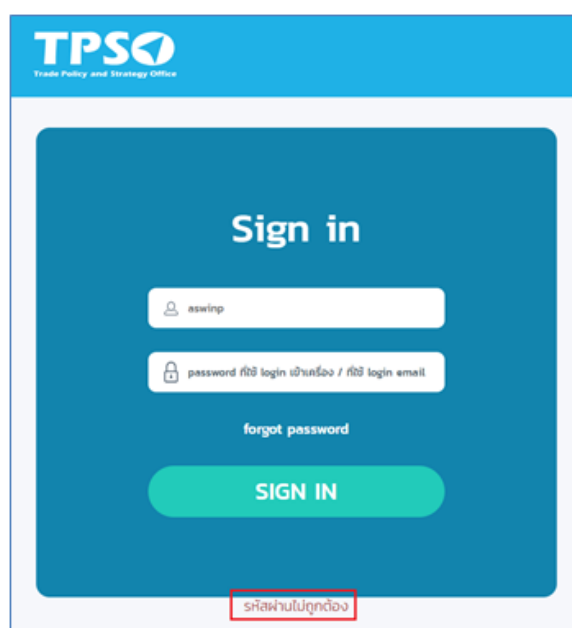 TPSO
Trade Policy and Strategy Office
Sign in
aswinp
password ที่ใช้ login เข้าเครื่อง / ที่ใช้ login email
forgot password
SIGN IN
รหัสผ่านไม่ถูกต้อง